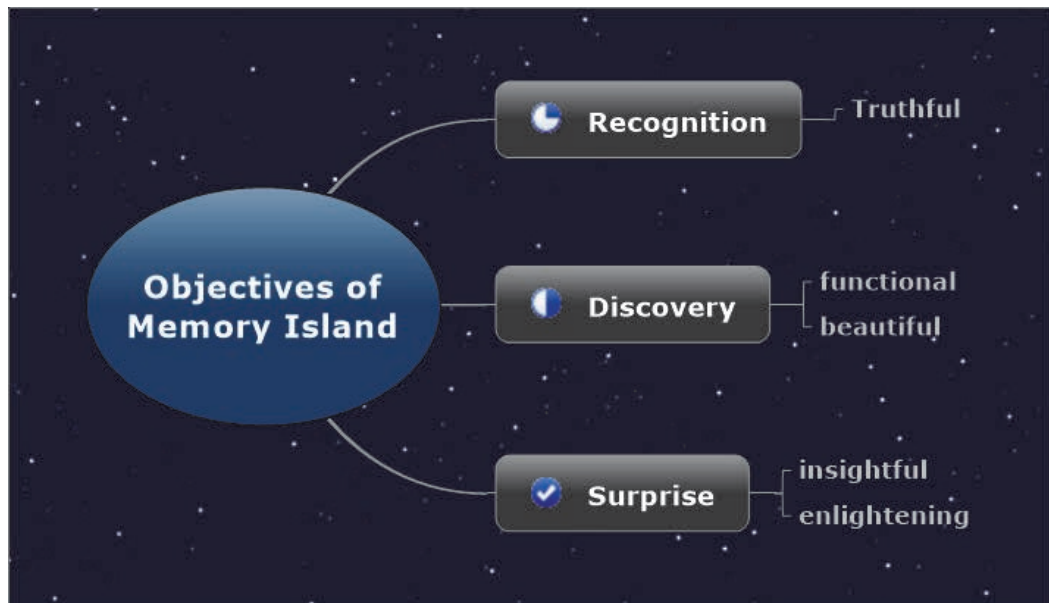 Objectives of
Memory Island
Recognition
Truthful
Discovery
functional
beautiful
Surprise
insightful
enlightening